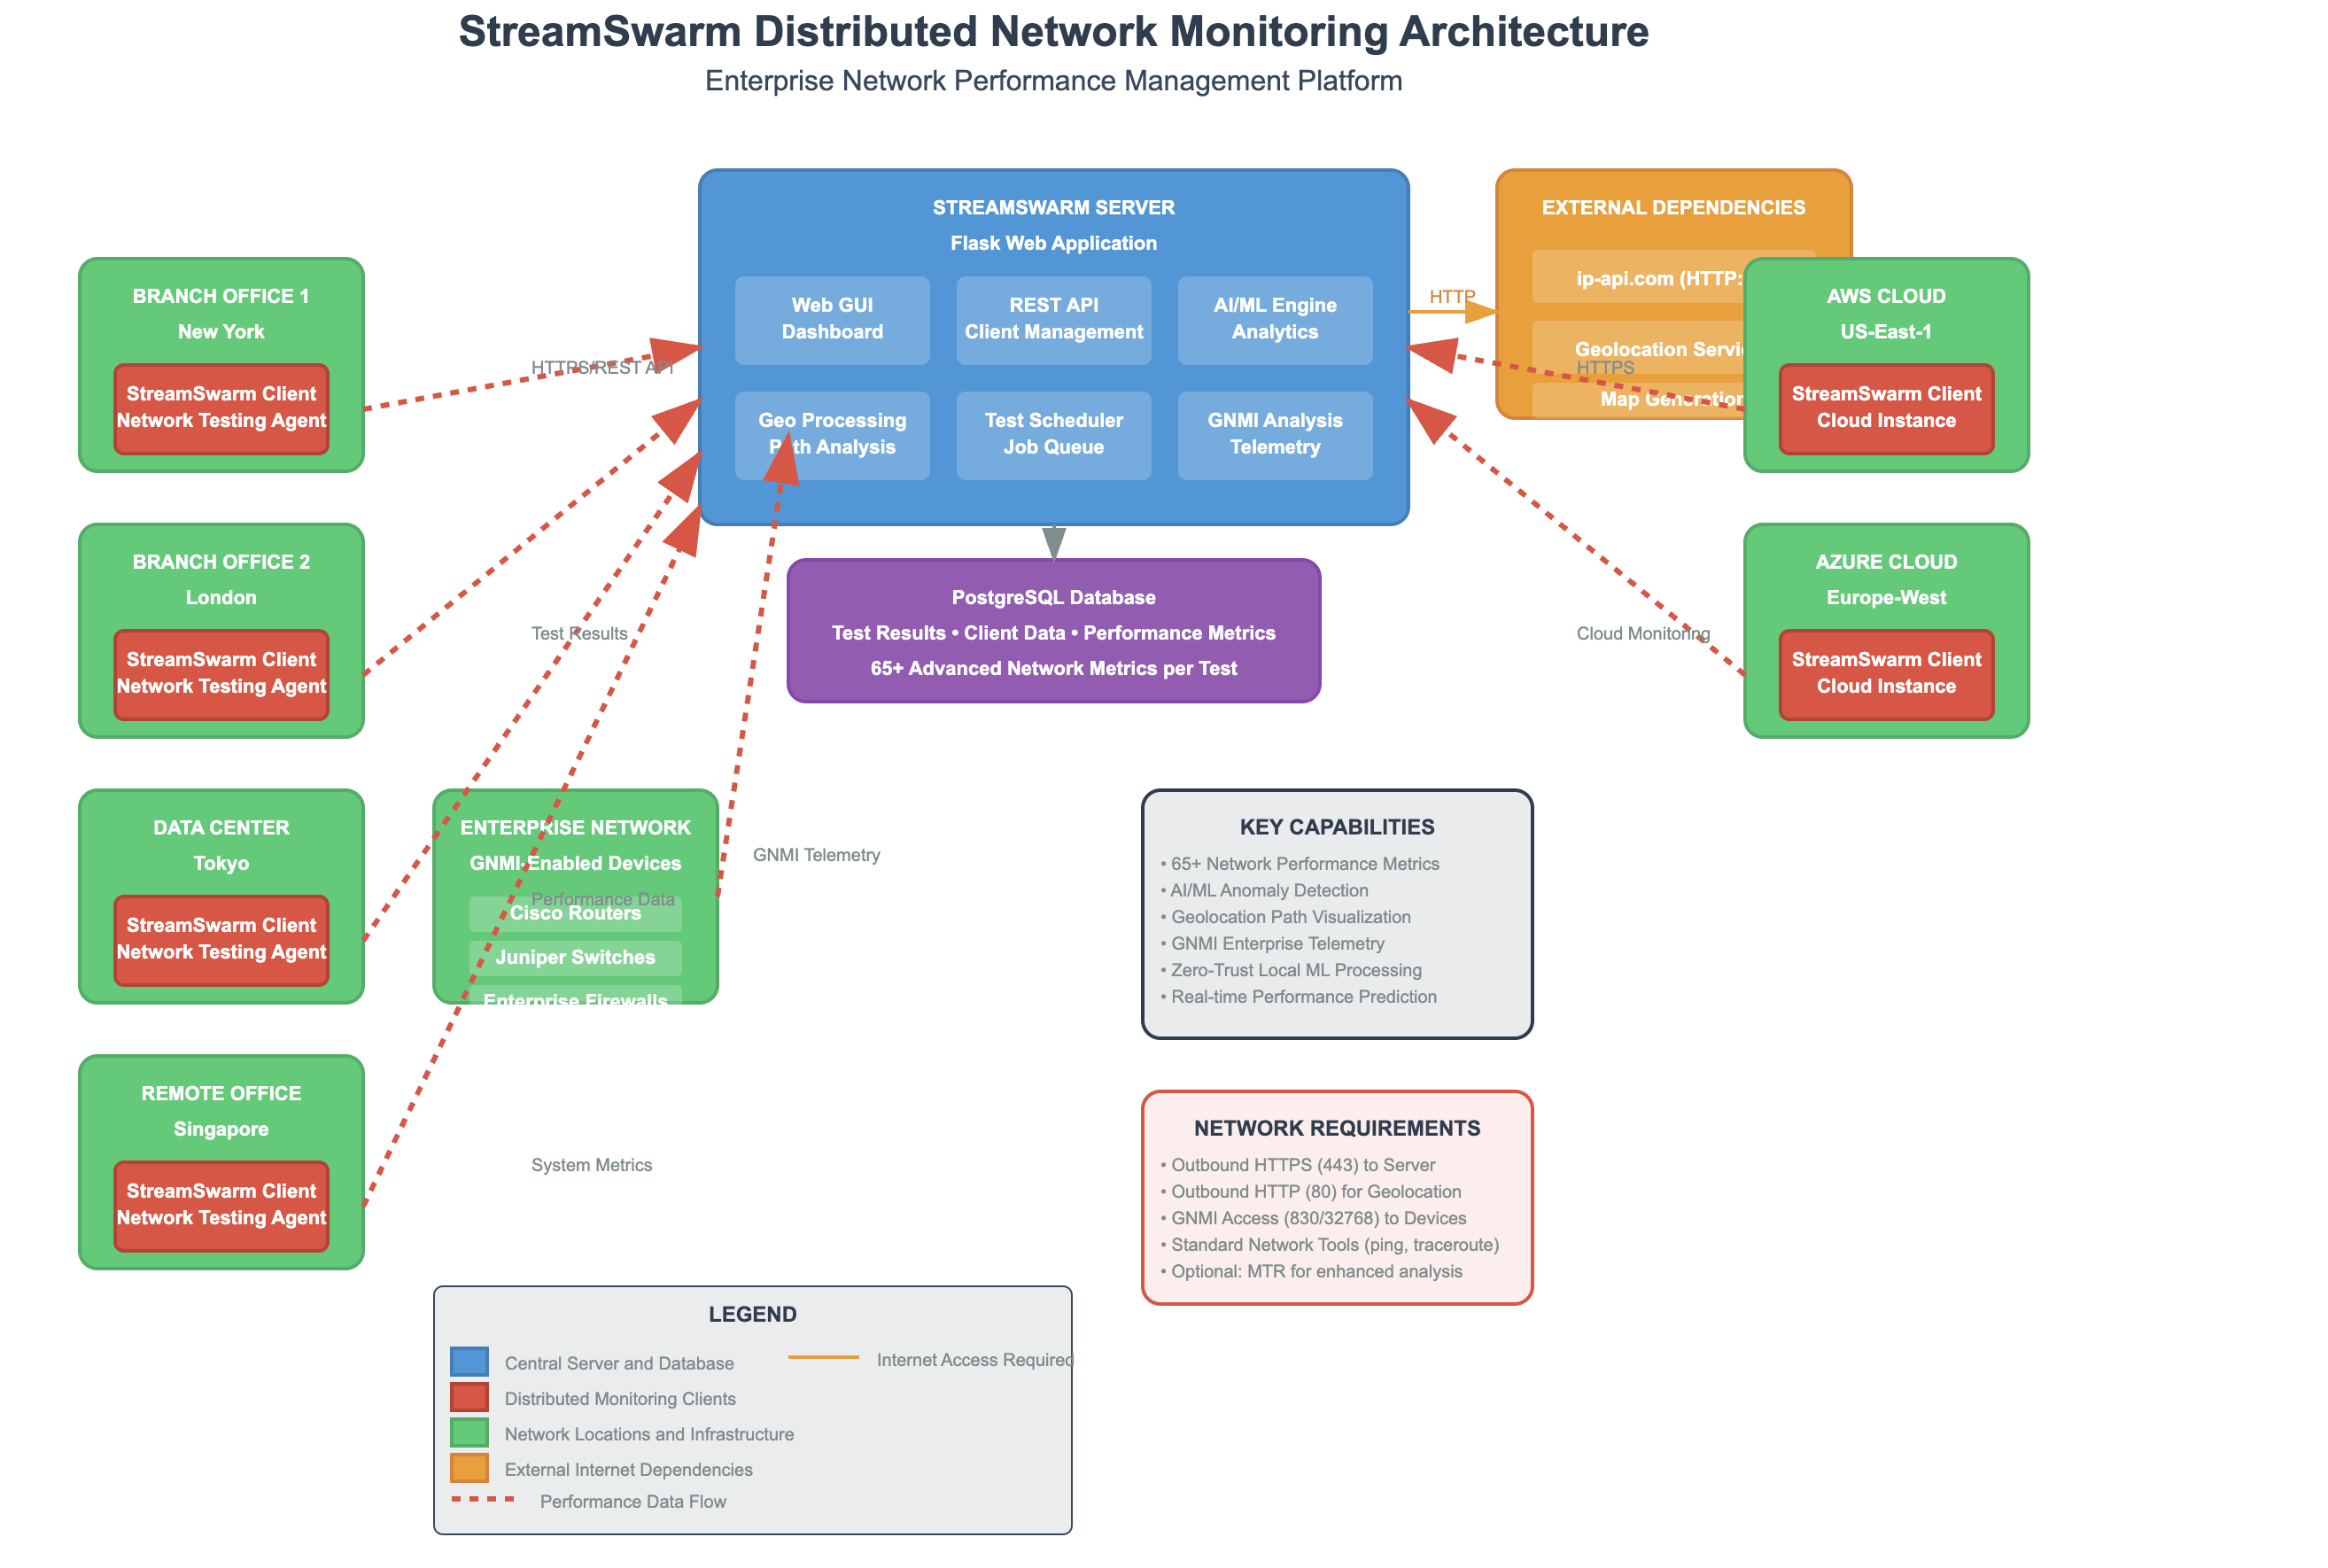 StreamSwarm Distributed Network Monitoring Architecture
Enterprise Network Performance Management Platform
STREAMSWARM SERVER
Flask Web Application
Web GUI
Dashboard
REST API
Client Management
AI/ML Engine
Analytics
Geo Processing
Path Analysis
Test Scheduler
Job Queue
GNMI Analysis
Telemetry
HTTP
EXTERNAL DEPENDENCIES
ip-api.com (HTTP:
Geolocation Servic
Map Generation
BRANCH OFFICE 1
New York
StreamSwarm Client
Network Testing Agent
HTTPS/REST API
HTTPS
AWS CLOUD
US-East-1
StreamSwarm Client
Cloud Instance
BRANCH OFFICE 2
London
StreamSwarm Client
Network Testing Agent
Test Results
PostgreSQL Database
Test Results • Client Data • Performance Metrics
65+ Advanced Network Metrics per Test
Cloud Monitoring
AZURE CLOUD
Europe-West
StreamSwarm Client
Cloud Instance
DATA CENTER
Tokyo
StreamSwarm Client
Network Testing Agent
ENTERPRISE NETWORK
GNMI-Enabled Devices
Performance Data
Cisco Routers
Juniper Switches
Enterprise Firewalls
GNMI Telemetry
KEY CAPABILITIES
• 65+ Network Performance Metrics
• AI/ML Anomaly Detection
• Geolocation Path Visualization
• GNMI Enterprise Telemetry
• Zero-Trust Local ML Processing
• Real-time Performance Prediction
REMOTE OFFICE
Singapore
StreamSwarm Client
Network Testing Agent
System Metrics
NETWORK REQUIREMENTS
• Outbound HTTPS (443) to Server
• Outbound HTTP (80) for Geolocation
• GNMI Access (830/32768) to Devices
• Standard Network Tools (ping, traceroute)
• Optional: MTR for enhanced analysis
LEGEND
Central Server and Database
Internet Access Required
Distributed Monitoring Clients
Network Locations and Infrastructure
External Internet Dependencies
Performance Data Flow